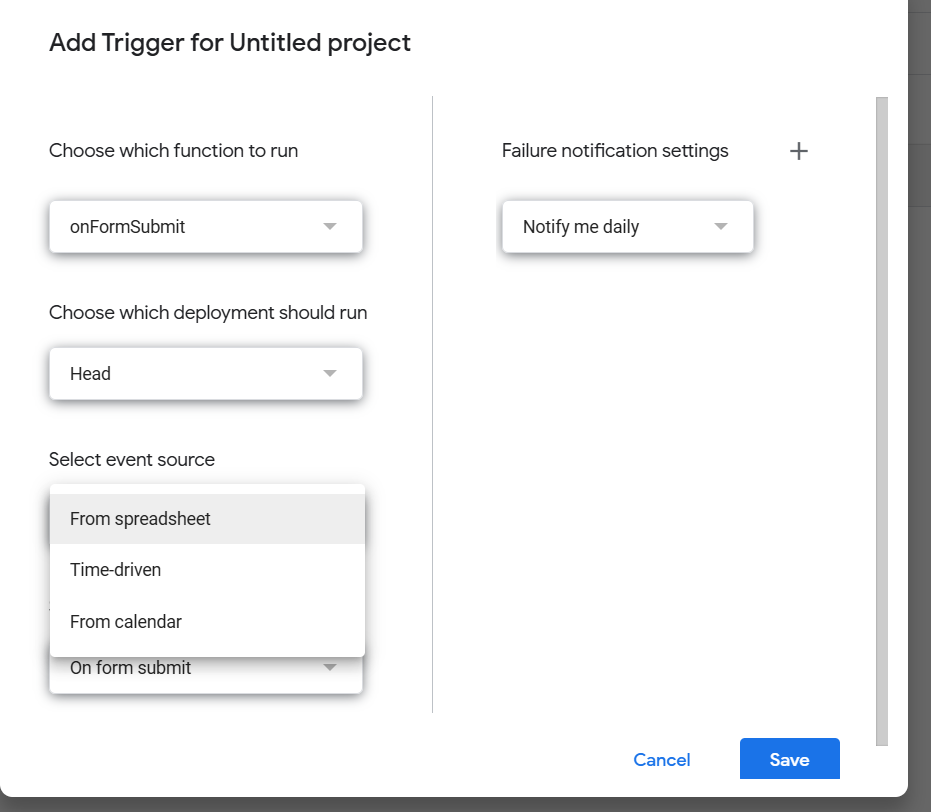 Add Trigger for Untitled project
Choose which function to run
onFormSubmit
Choose which deployment should run
Head
Select event source
From spreadsheet
Time-driven
From calendar
On form submit
Failure notification settings
Notify me daily
Cancel
Save